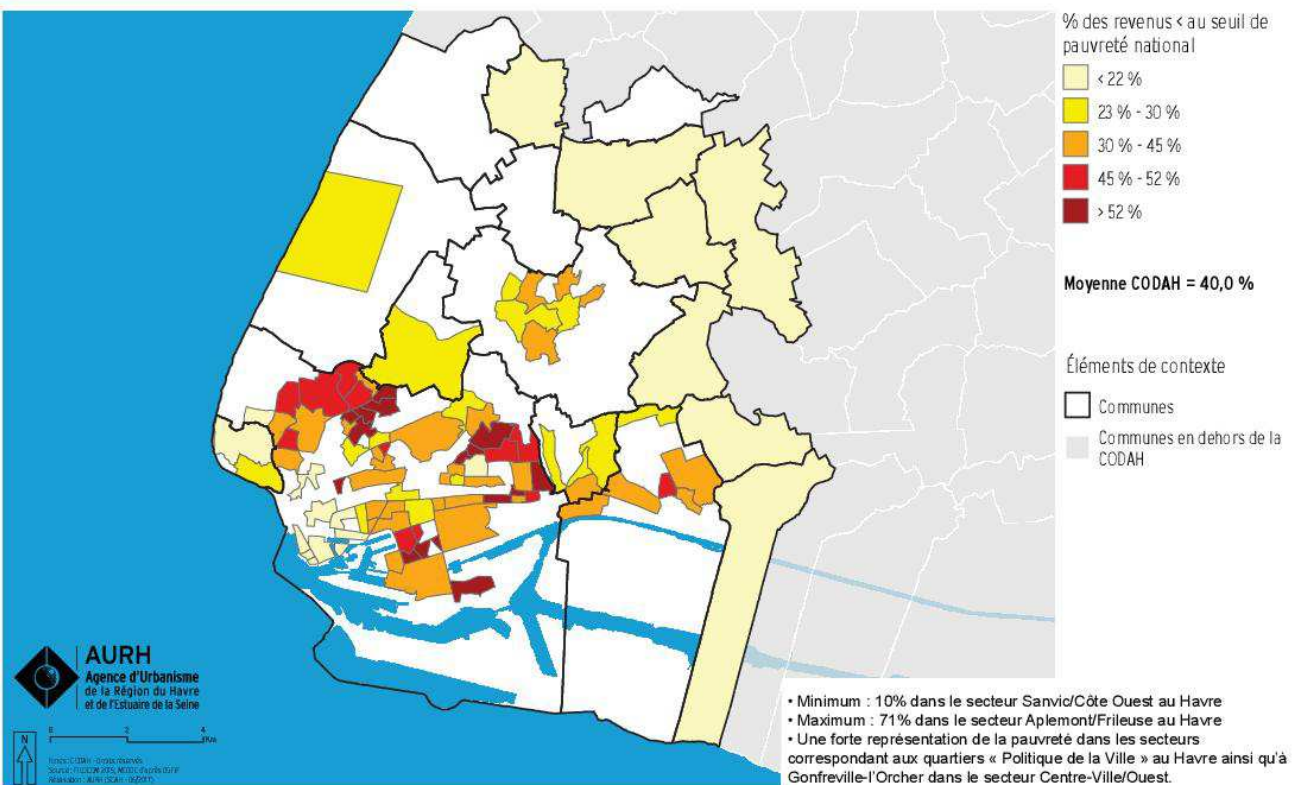 % des revenus < au seuil de
pauvreté national
< 22 %
23 % - 30 %
30 % - 45 %
45 % - 52 %
> 52 %
Moyenne CODAH = 40,0 %
Éléments de contexte
Communes
Communes en dehors de la
CODAH
AURH
Agence d'Urbanisme
de la Région du Havre
et de l'Estuaire de la Seine
N
0 2 4
Km
• Minimum : 10% dans le secteur Sanvic/Côte Ouest au Havre
• Maximum : 71% dans le secteur Aplemont/Frileuse au Havre
• Une forte représentation de la pauvreté dans les secteurs
correspondant aux quartiers « Politique de la Ville » au Havre ainsi qu'à
Gonfreville-l'Orcher dans le secteur Centre-Ville/Ouest.